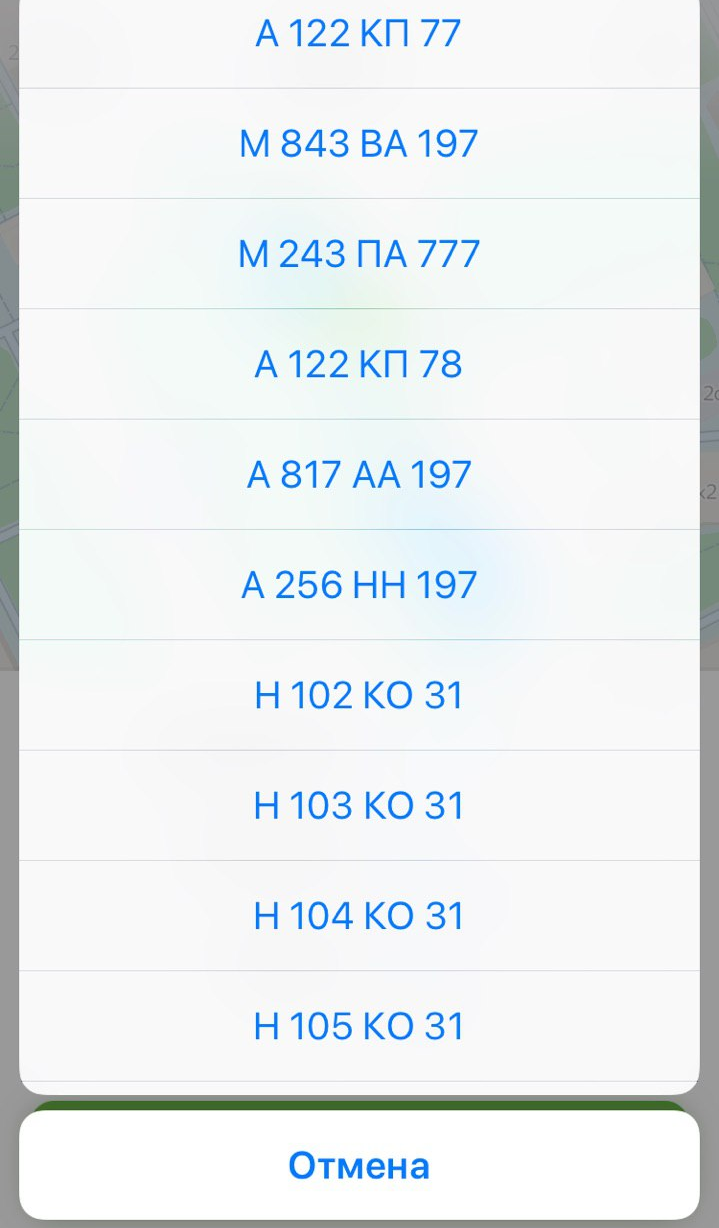 А 122 КП 77
М 843 ВА 197
М 243 ПА 777
А 122 КП 78
А 817 АА 197
А 256 НН 197
Н 102 КО 31
Н 103 КО 31
Н 104 КО 31
Н 105 КО 31
Отмена